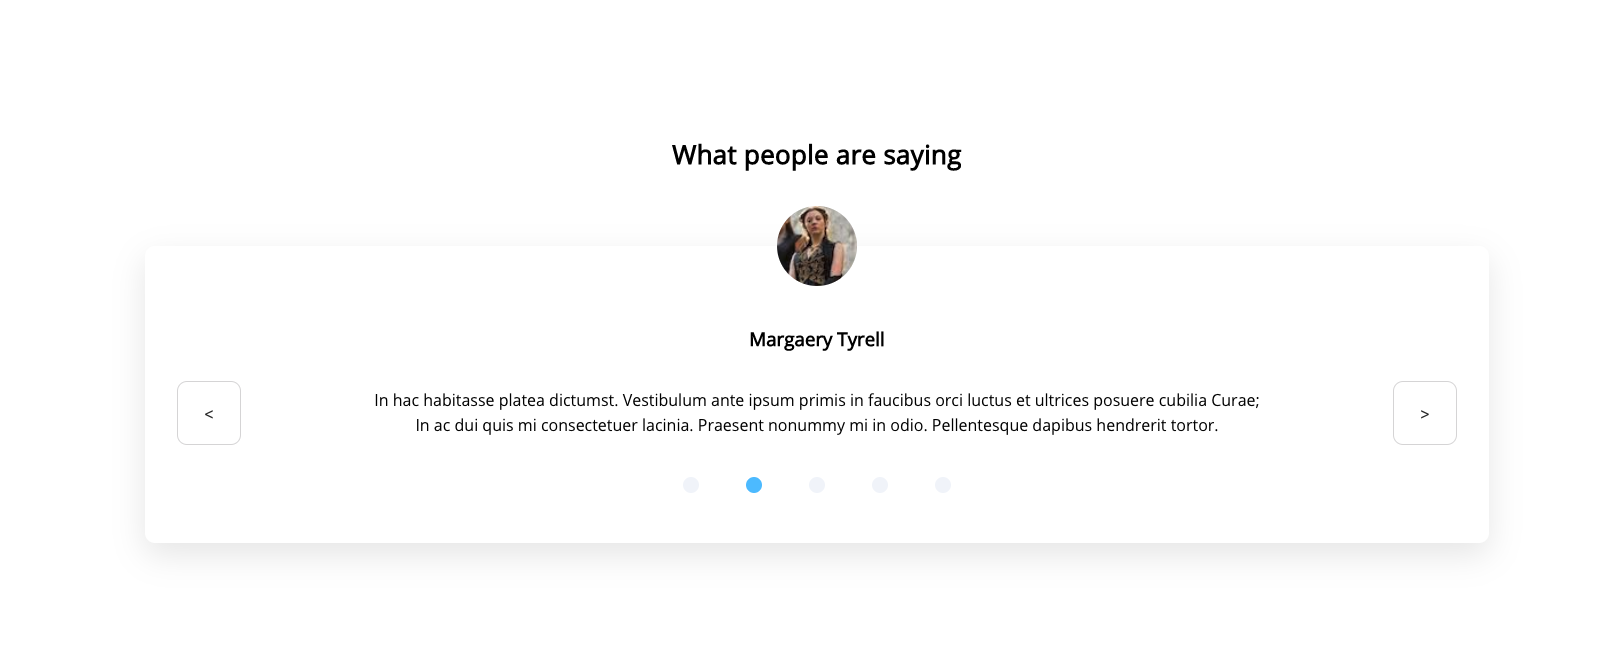 What people are saying
Margaery Tyrell
<
In hac habitasse platea dictumst. Vestibulum ante ipsum primis in faucibus orci luctus et ultrices posuere cubilia Curae;
In ac dui quis mi consectetuer lacinia. Praesent nonummy mi in odio. Pellentesque dapibus hendrerit tortor.
>